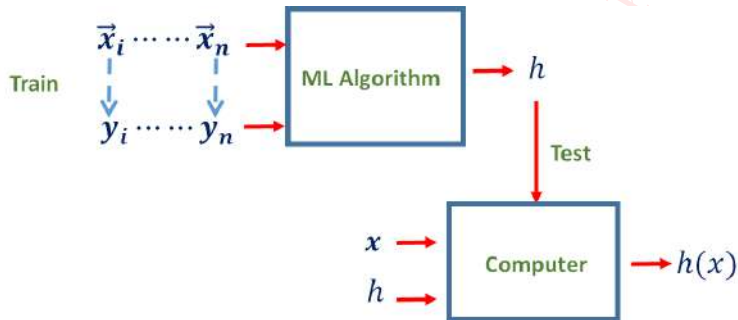 x⃗ᵢ ⋯⋯ x⃗ₙ
Train
yᵢ ⋯⋯ yₙ
ML Algorithm
h
Test
x
h
Computer
h(x)